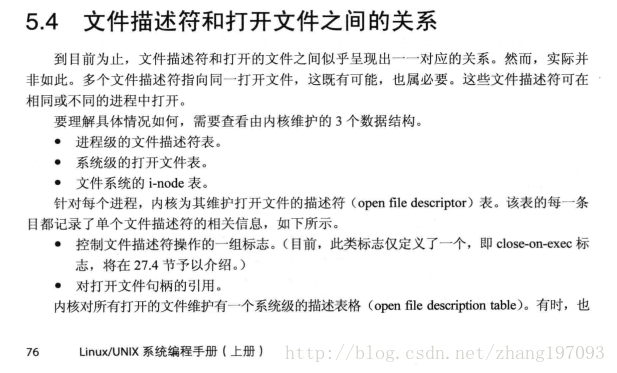 5.4 文件描述符和打开文件之间的关系
到目前为止，文件描述符和打开的文件之间似乎呈现出一一对应的关系。然而，实际并
非如此。多个文件描述符指向同一打开文件，这既有可能，也属必要。这些文件描述符可在
相同或不同的进程中打开。
要理解具体情况如何，需要查看由内核维护的 3 个数据结构。
● 进程级的文件描述符表。
● 系统级的打开文件表。
● 文件系统的 i-node 表。
针对每个进程，内核为其维护打开文件的描述符（open file descriptor）表。该表的每一条
目都记录了单个文件描述符的相关信息，如下所示。
● 控制文件描述符操作的一组标志。（目前，此类标志仅定义了一个，即 close-on-exec 标
志，将在 27.4 节予以介绍。）
● 对打开文件句柄的引用。
内核对所有打开的文件维护有一个系统级的描述表格（open file description table）。有时，也
76 Linux/UNIX 系统编程手册（上册） http://blog.csdn.net/zhang197093